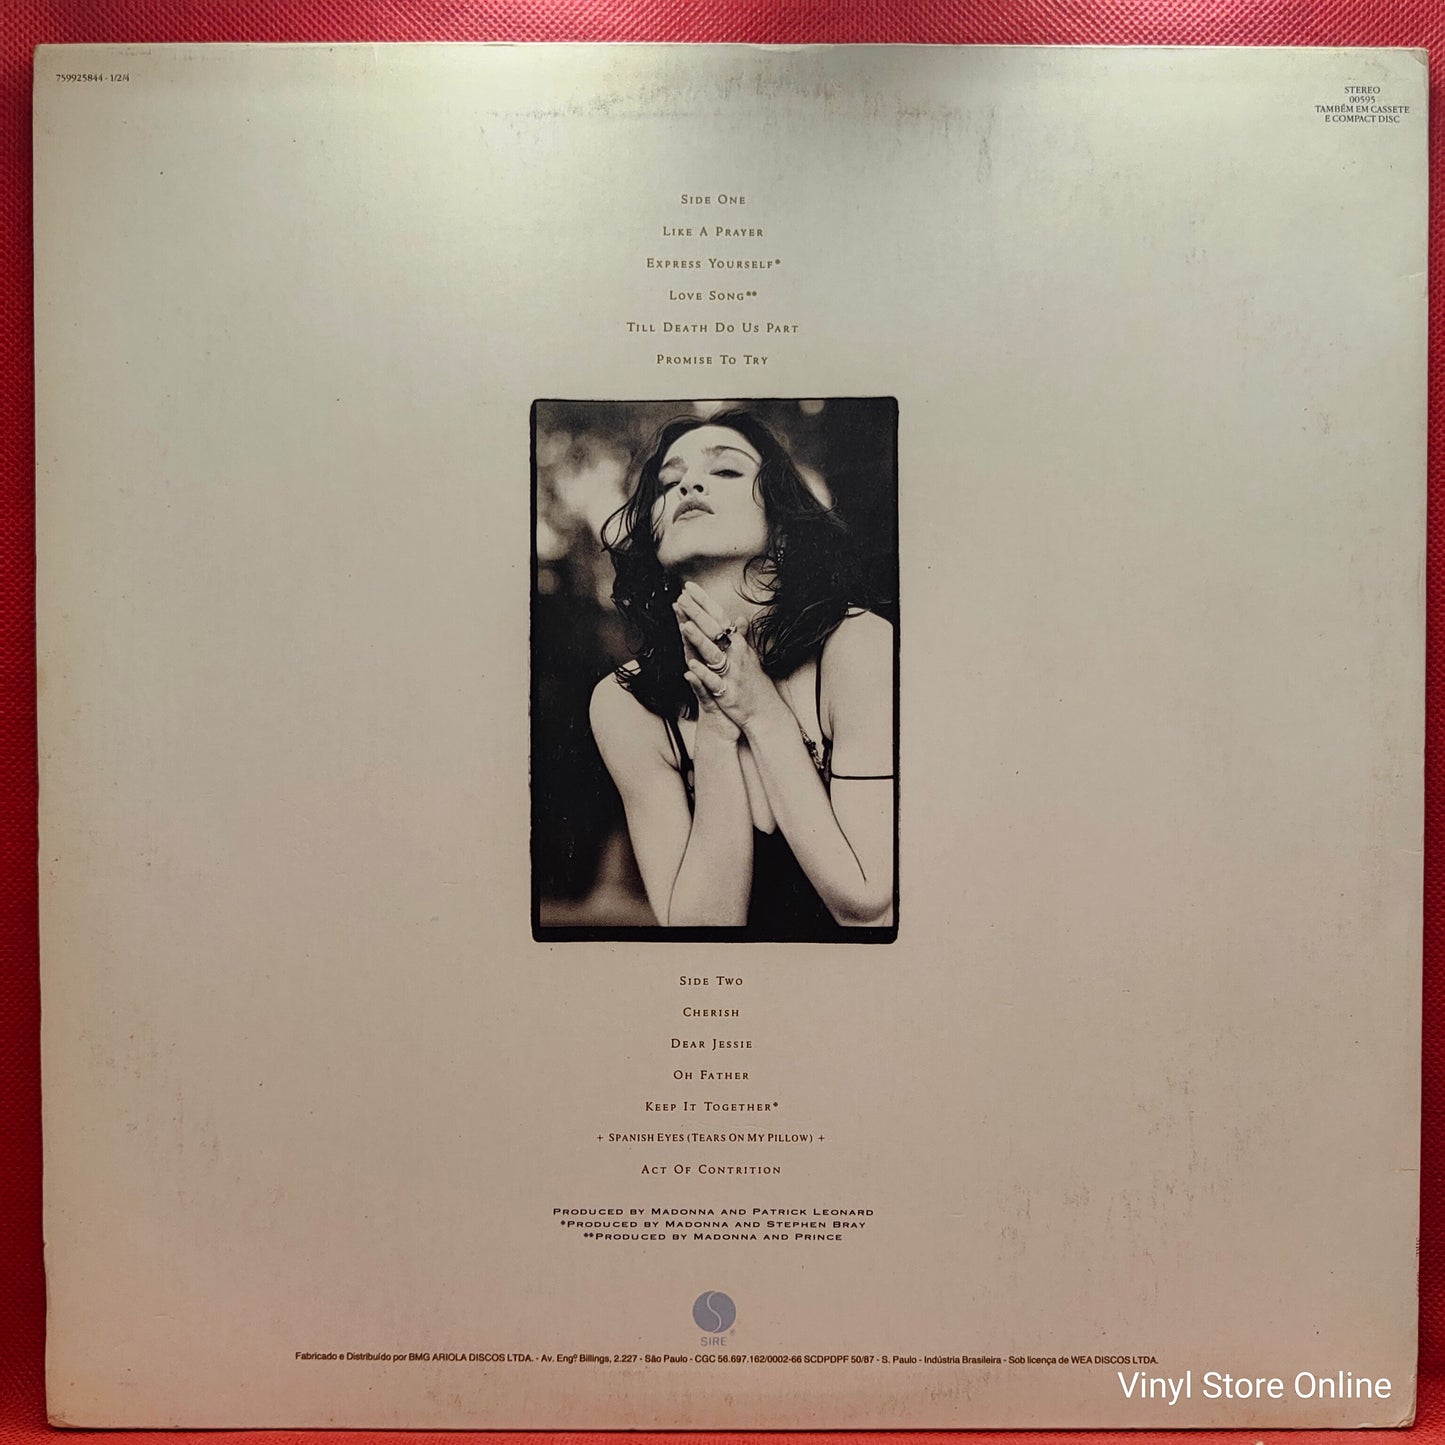 759925844 - 1/2/4
STEREO
00595
TAMBÉM EM CASSETE
E COMPACT DISC
SIDE ONE
LIKE A PRAYER
EXPRESS YOURSELF*
LOVE SONG**
TILL DEATH DO US PART
PROMISE TO TRY
SIDE TWO
CHERISH
DEAR JESSIE
OH FATHER
KEEP IT TOGETHER*
+ SPANISH EYES (TEARS ON MY PILLOW) +
ACT OF CONTRITION
PRODUCED BY MADONNA AND PATRICK LEONARD
*PRODUCED BY MADONNA AND STEPHEN BRAY
**PRODUCED BY MADONNA AND PRINCE
SIRE®
Fabricado e Distribuído por BMG ARIOLA DISCOS LTDA. - Av. Engº Billings, 2.227 - São Paulo - CGC 56.697.162/0002-66 SCDPDPF 50/87 - S. Paulo - Indústria Brasileira - Sob licença de WEA DISCOS LTDA.
Vinyl Store Online